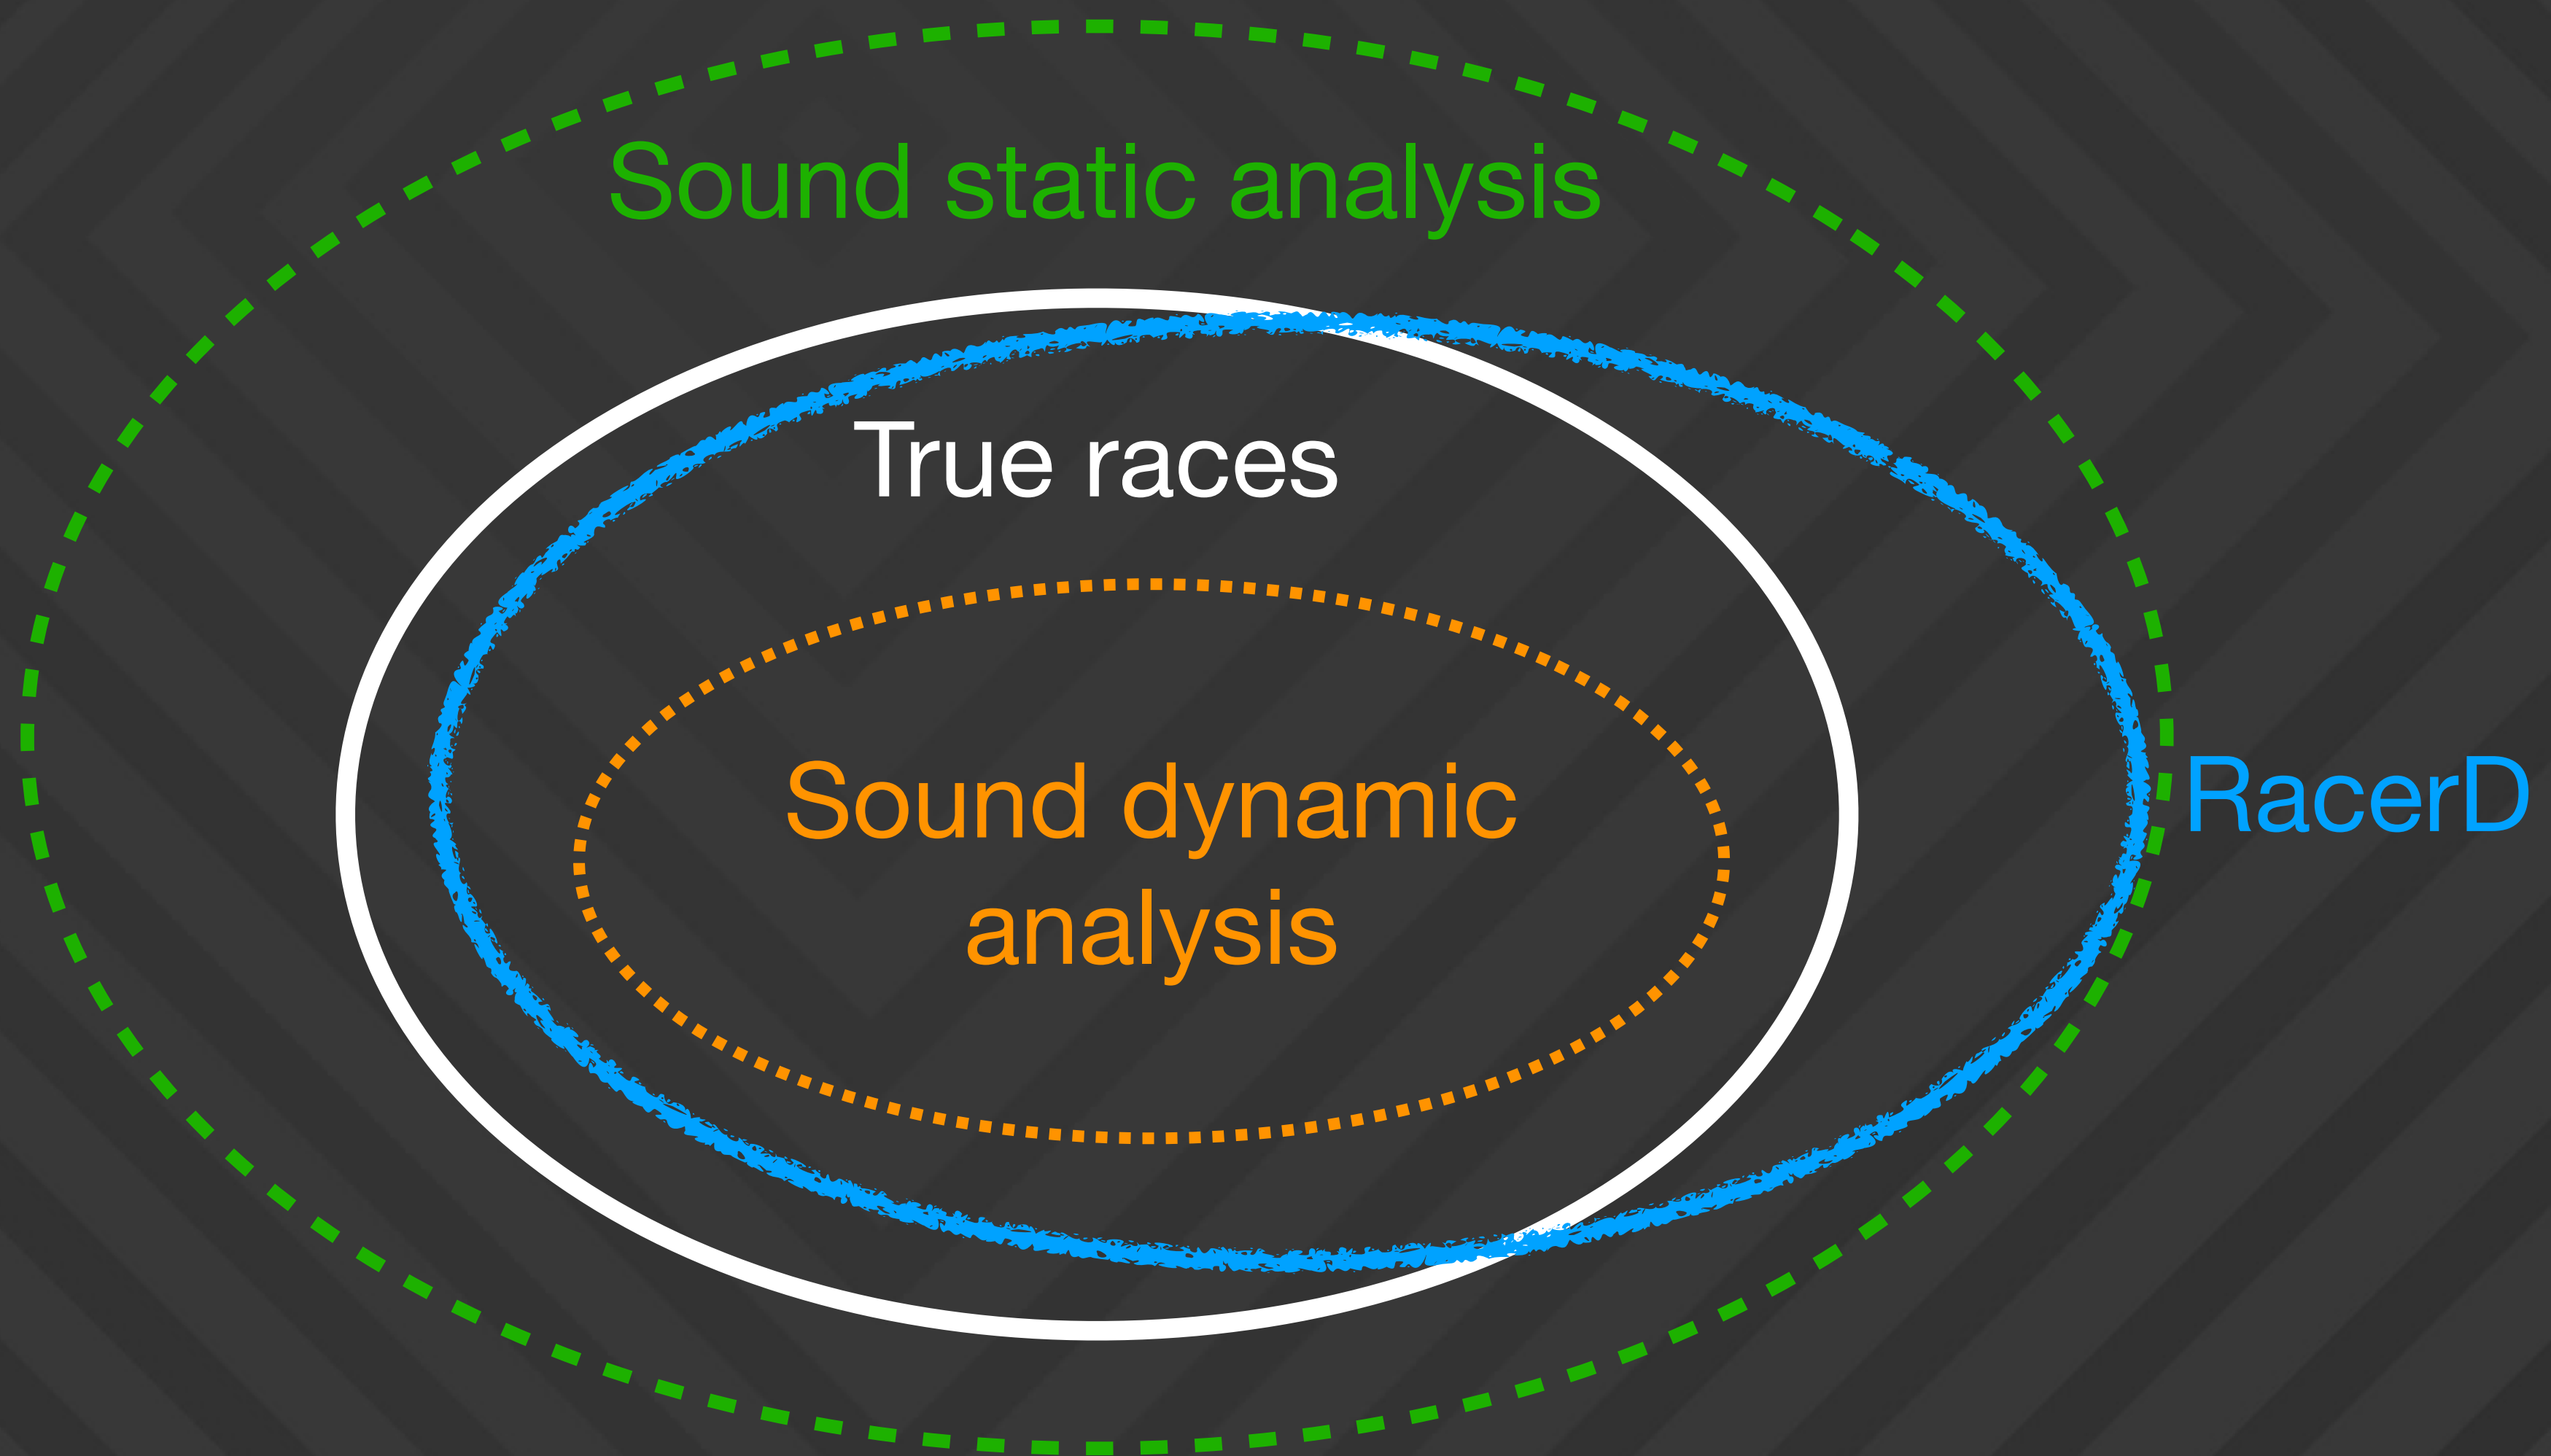 Sound static analysis
True races
Sound dynamic
analysis
RacerD